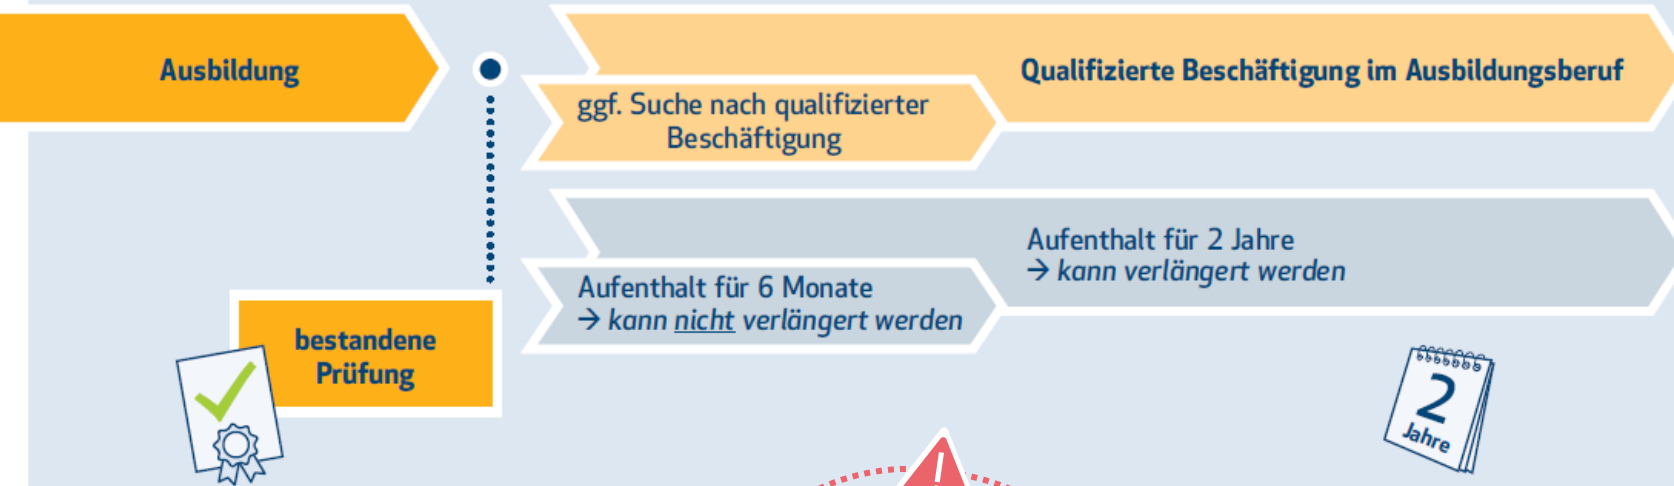 Ausbildung
Qualifizierte Beschäftigung im Ausbildungsberuf
ggf. Suche nach qualifizierter
Beschäftigung
Aufenthalt für 2 Jahre
→ kann verlängert werden
Aufenthalt für 6 Monate
→ kann nicht verlängert werden
bestandene
Prüfung
2
Jahre